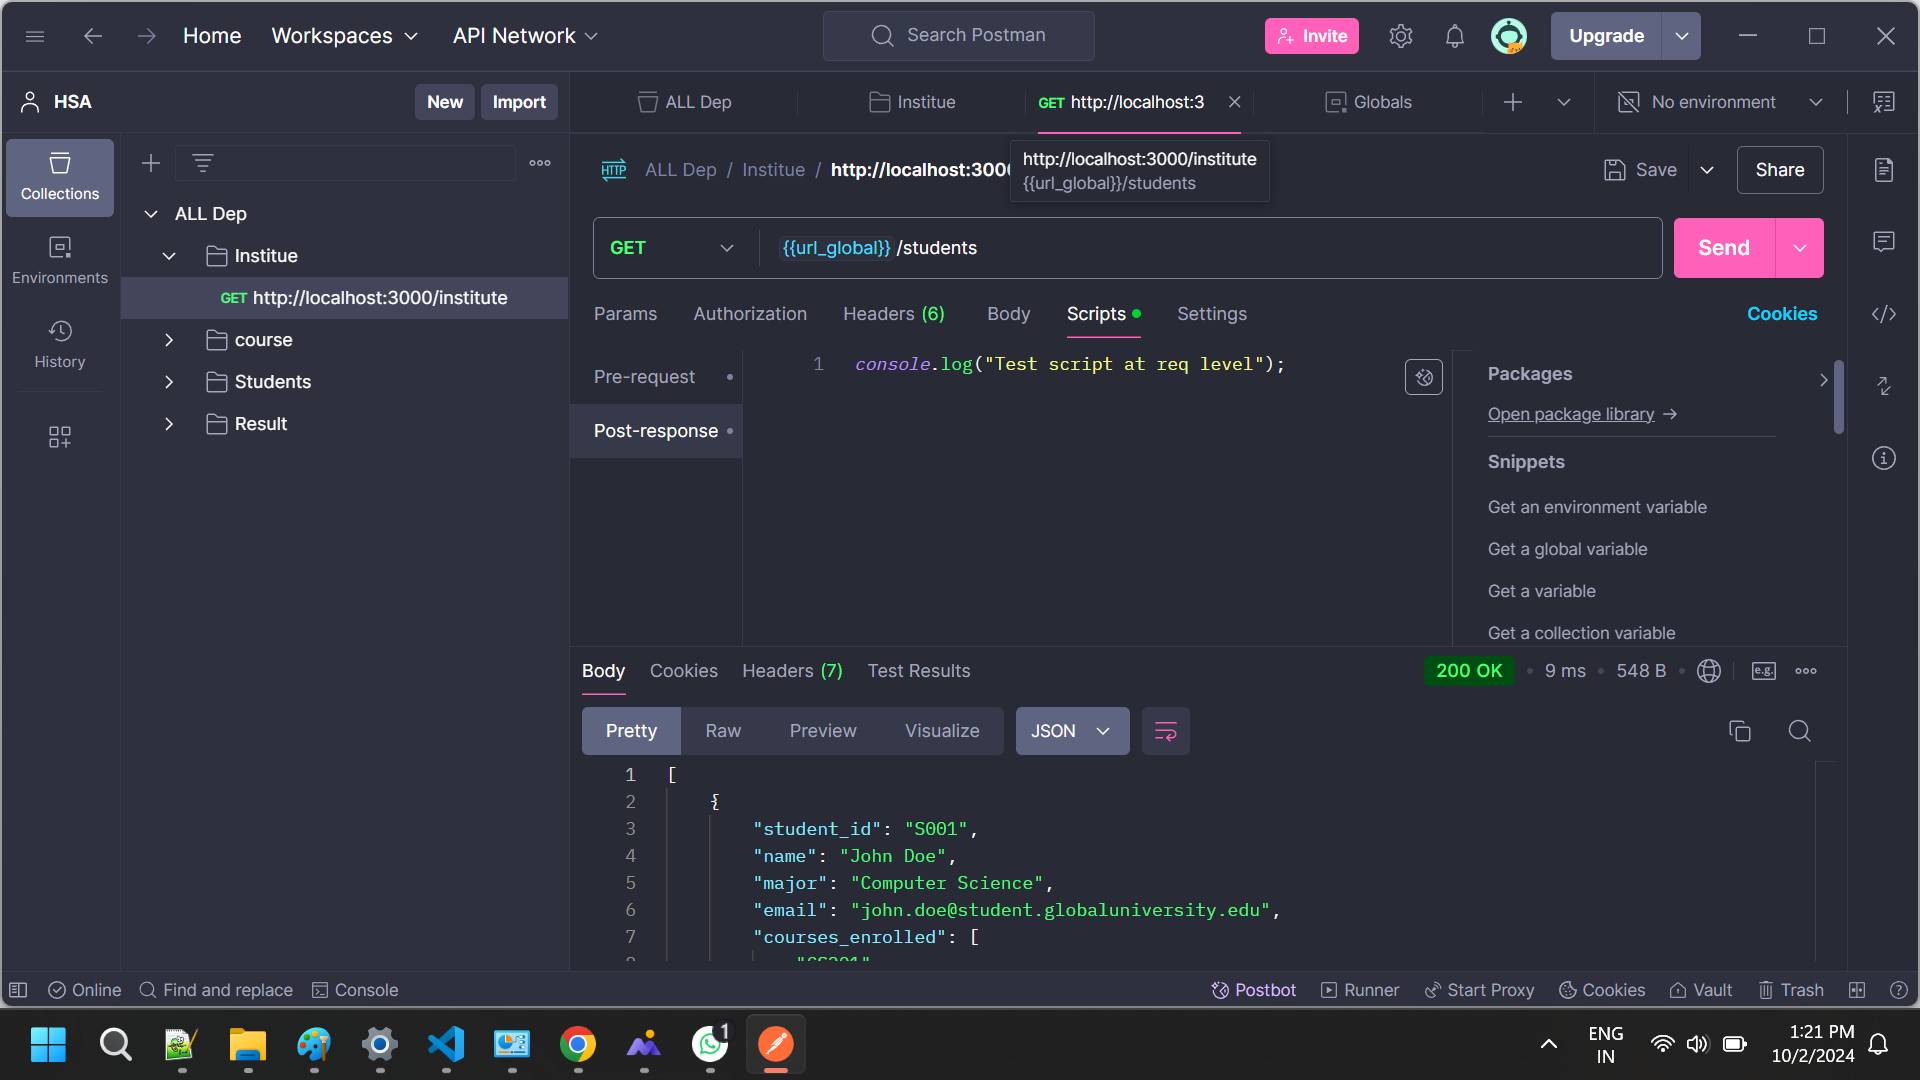 Home Workspaces API Network Search Postman Invite Upgrade
HSA New Import ALL Dep Institue GET http://localhost:3 Globals No environment
Collections
Environments
History
ALL Dep
Institue
GET http://localhost:3000/institute
course
Students
Result
ALL Dep / Institue / http://localhost:300 Save Share
http://localhost:3000/institute
{{url_global}}/students
GET {{url_global}} /students Send
Params Authorization Headers (6) Body Scripts Settings Cookies
Pre-request
Post-response
1 console.log("Test script at req level");
Packages
Open package library →
Snippets
Get an environment variable
Get a global variable
Get a variable
Get a collection variable
Body Cookies Headers (7) Test Results 200 OK • 9 ms • 548 B • e.g.
Pretty Raw Preview Visualize JSON
1 [
2 {
3 "student_id": "S001",
4 "name": "John Doe",
5 "major": "Computer Science",
6 "email": "john.doe@student.globaluniversity.edu",
7 "courses_enrolled": [
Online Find and replace Console Postbot Runner Start Proxy Cookies Vault Trash
1 ENG
IN
1:21 PM
10/2/2024